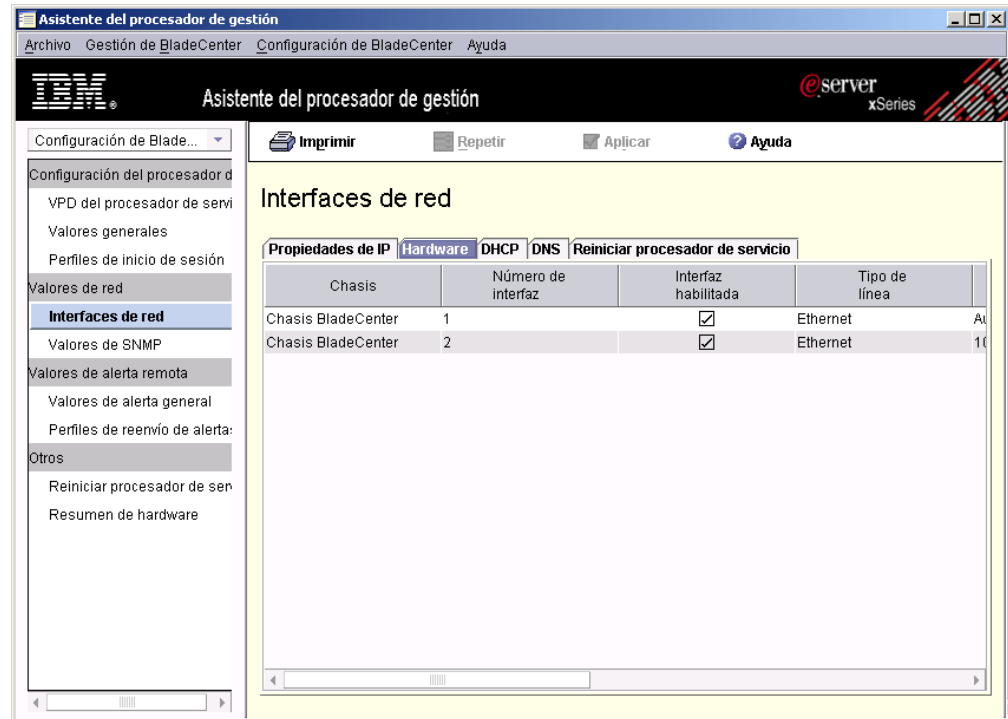 Asistente del procesador de gestión
Archivo Gestión de BladeCenter Configuración de BladeCenter Ayuda
IBM® Asistente del procesador de gestión eserver
xSeries
Configuración de Blade...
Imprimir Repetir Aplicar Ayuda
Configuración del procesador d
VPD del procesador de servi
Valores generales
Perfiles de inicio de sesión
Valores de red
Interfaces de red
Valores de SNMP
Valores de alerta remota
Valores de alerta general
Perfiles de reenvío de alerta
Otros
Reiniciar procesador de ser
Resumen de hardware
Interfaces de red
Propiedades de IP Hardware DHCP DNS Reiniciar procesador de servicio
Chasis Número de interfaz Interfaz habilitada Tipo de línea
Chasis BladeCenter 1 Ethernet
Chasis BladeCenter 2 Ethernet 10